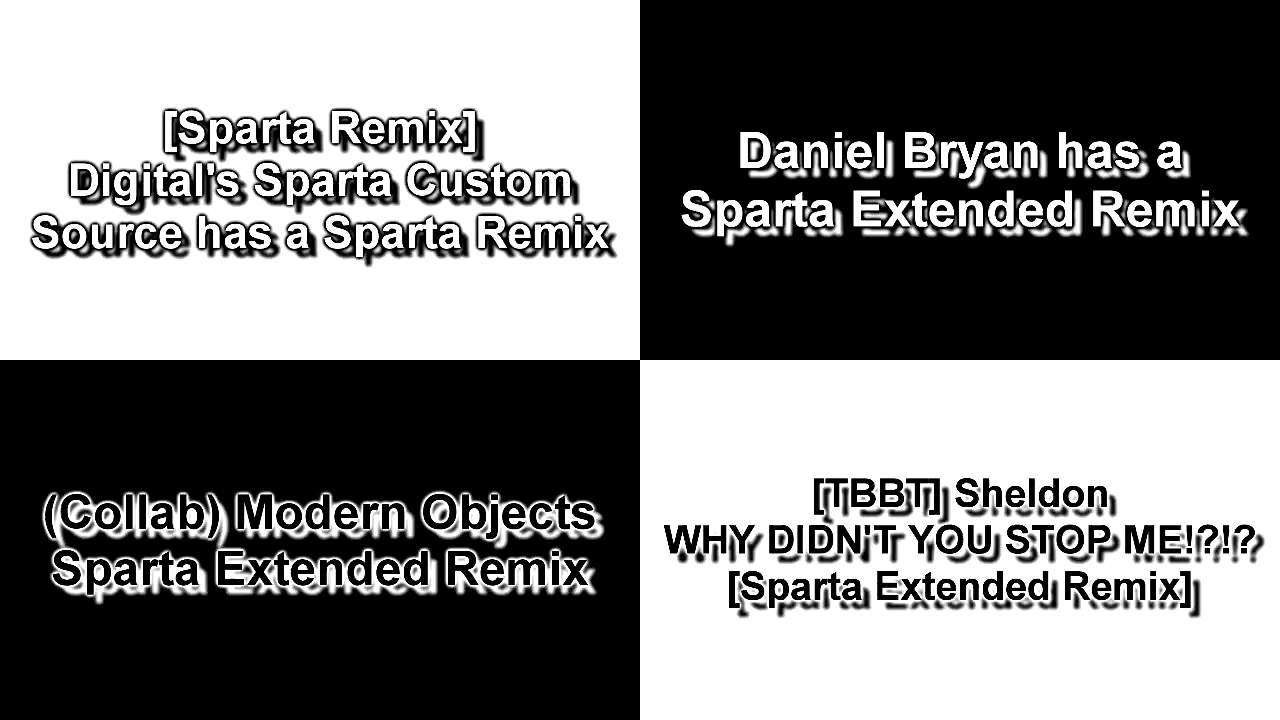 [Sparta Remix]
Digital's Sparta Custom
Source has a Sparta Remix
Daniel Bryan has a
Sparta Extended Remix
(Collab) Modern Objects
Sparta Extended Remix
[TBBT] Sheldon
WHY DIDN'T YOU STOP ME!?!?
[Sparta Extended Remix]